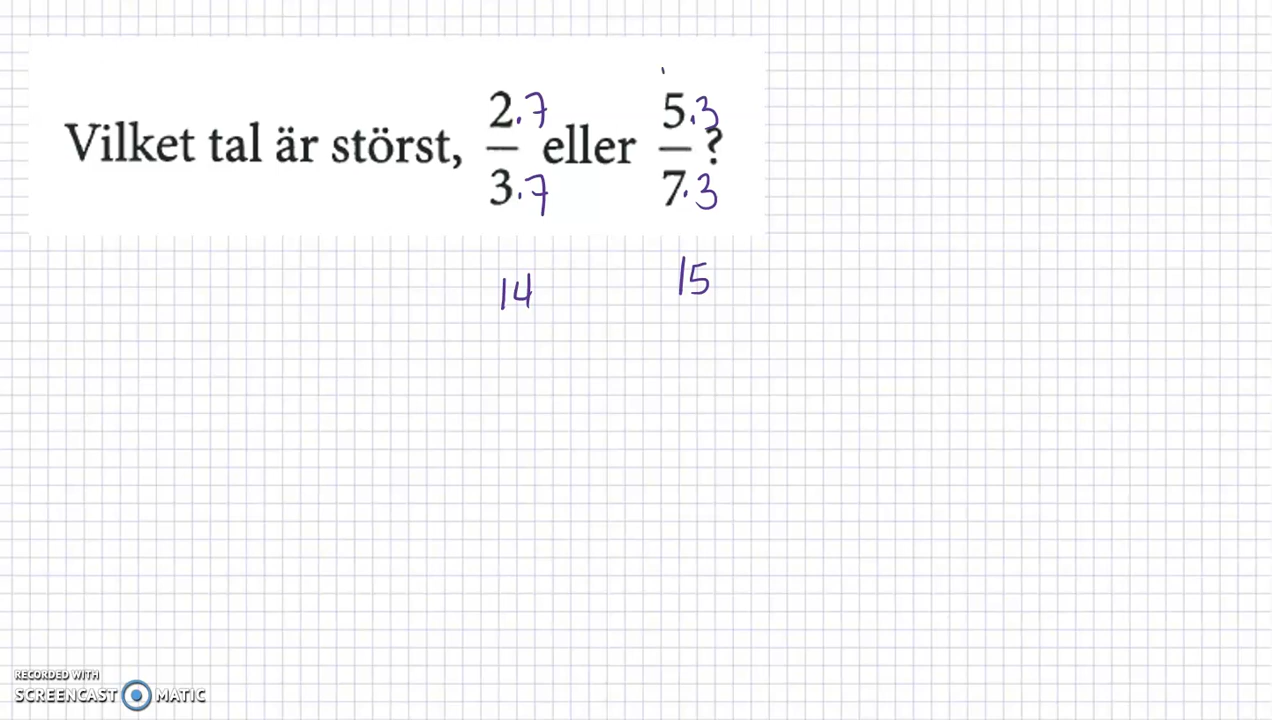 Vilket tal är störst, 2·7/3·7 eller 5·3/7·3?
14 15
RECORDED WITH
SCREENCAST MATIC